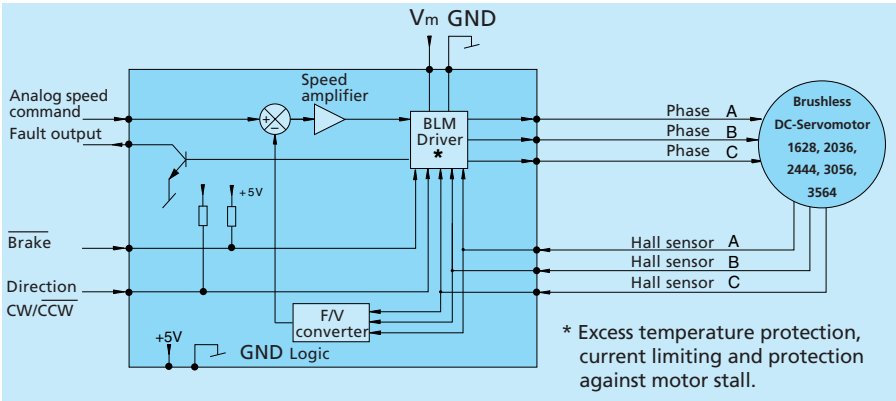 Vm GND
Speed
amplifier
Analog speed
command
Fault output
+
−
BLM
Driver
*
Phase A
Phase B
Phase C
Brushless
DC-Servomotor
1628, 2036,
2444, 3056,
3564
+5V
Brake
Hall sensor A
Hall sensor B
Hall sensor C
Direction
CW/CCW
F/V
converter
+5V
GND Logic
* Excess temperature protection,
current limiting and protection
against motor stall.